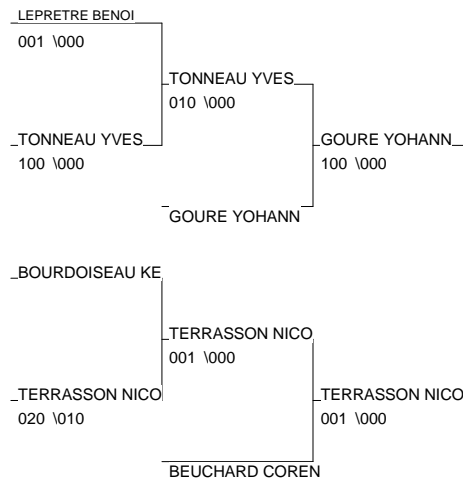 LEPRETRE BENOI
001 \000
TONNEAU YVES
010 \000
TONNEAU YVES
100 \000
GOURE YOHANN
100 \000
GOURE YOHANN
BOURDOISEAU KE
TERRASSON NICO
001 \000
TERRASSON NICO
020 \010
TERRASSON NICO
001 \000
BEUCHARD COREN